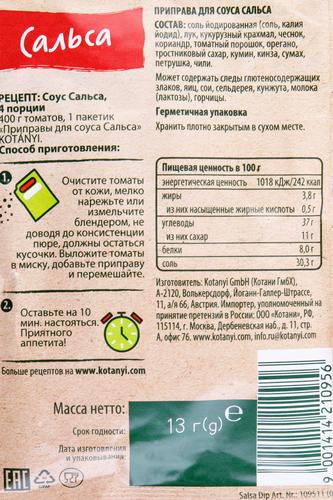 Сальса
РЕЦЕПТ: Соус Сальса,
4 порции
400 г томатов, 1 пакетик
«Приправы для соуса Сальса»
KOTÁNYI.
Способ приготовления:
1.
Очистите томаты
от кожи, мелко
нарежьте или
измельчите
блендером, не
доводя до консистенции
пюре, должны остаться
кусочки. Выложите томаты
в миску, добавьте приправу
и перемешайте.
2.
Оставьте на 10
мин. настояться.
Приятного
аппетита!
Больше рецептов на www.kotanyi.com
ПРИПРАВА ДЛЯ СОУСА САЛЬСА
СОСТАВ: соль йодированная (соль, калия
йодид), лук, кукурузный крахмал, чеснок,
кориандр, томатный порошок, орегано,
тростниковый сахар, кумин, кинза, сумах,
петрушка, чили.
Может содержать следы глютеносодержащих
злаков, яиц, сои, сельдерея, кунжута, молока
(лактозы), горчицы.
Герметичная упаковка
Хранить плотно закрытым в сухом месте.
Пищевая ценность в 100 г
энергетическая ценность 1018 кДж/242 ккал
жиры 3,8 г
из них насыщенные жирные кислоты 0,5 г
углеводы 37 г
из них сахар 11 г
белки 8,0 г
соль 30,3 г
Изготовитель: Kotanyi GmbH (Котани ГмбХ),
А-2120, Волькерсдорф, Йоганн-Галлер-Штрассе,
11, а/я 66, Австрия. Импортер, уполномоченный на
принятие претензий в России: ООО «Котани», РФ,
115114, г. Москва, Дербеневская наб., д. 11, стр.
А, офис 76. www.kotanyi.com, info.ru@kotanyi.com
Масса нетто:
13 г(g) e
Срок годности:
Дата изготовления
и упаковывания:
EAC
001414 210956
Salsa Dip Art. Nr.: 109511